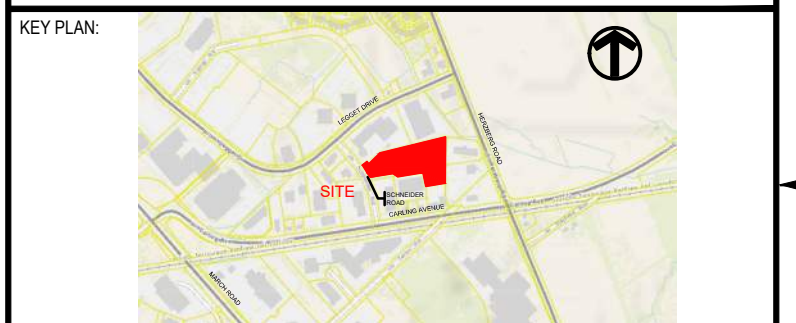 KEY PLAN:
LEGGET DRIVE
HERZBERG ROAD
SITE
SCHNEIDER
ROAD
CARLING AVENUE
MARCH ROAD